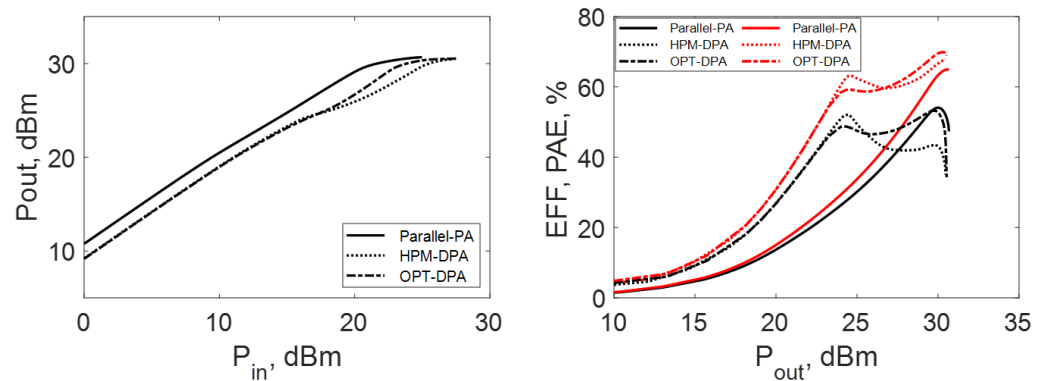 Pout, dBm
30
20
10
0
10
20
30
P_in, dBm
Parallel-PA
HPM-DPA
OPT-DPA
EFF, PAE, %
80
60
40
20
0
10
15
20
25
30
35
P_out, dBm
Parallel-PA Parallel-PA
HPM-DPA HPM-DPA
OPT-DPA OPT-DPA